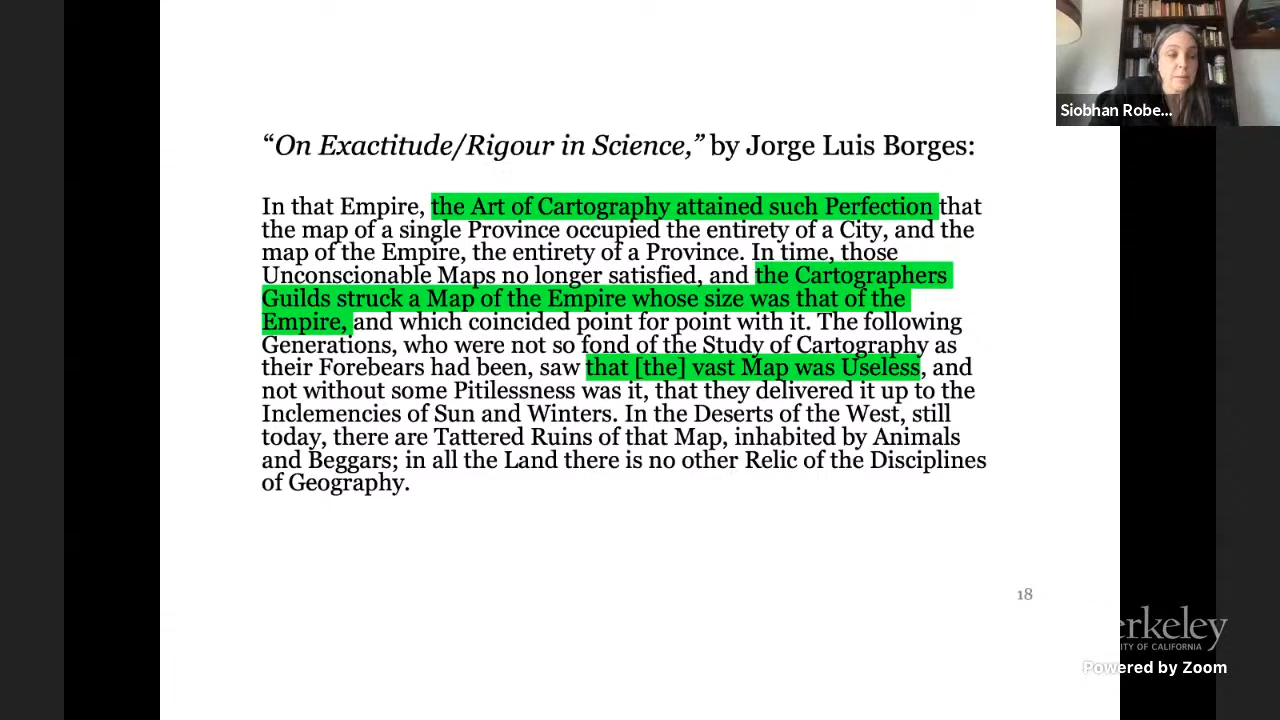 Siobhan Robe...
“On Exactitude/Rigour in Science,” by Jorge Luis Borges:
In that Empire, the Art of Cartography attained such Perfection that
the map of a single Province occupied the entirety of a City, and the
map of the Empire, the entirety of a Province. In time, those
Unconscionable Maps no longer satisfied, and the Cartographers
Guilds struck a Map of the Empire whose size was that of the
Empire, and which coincided point for point with it. The following
Generations, who were not so fond of the Study of Cartography as
their Forebears had been, saw that [the] vast Map was Useless, and
not without some Pitilessness was it, that they delivered it up to the
Inclemencies of Sun and Winters. In the Deserts of the West, still
today, there are Tattered Ruins of that Map, inhabited by Animals
and Beggars; in all the Land there is no other Relic of the Disciplines
of Geography.
18
erkeley
ITY OF CALIFORNIA
Powered by Zoom